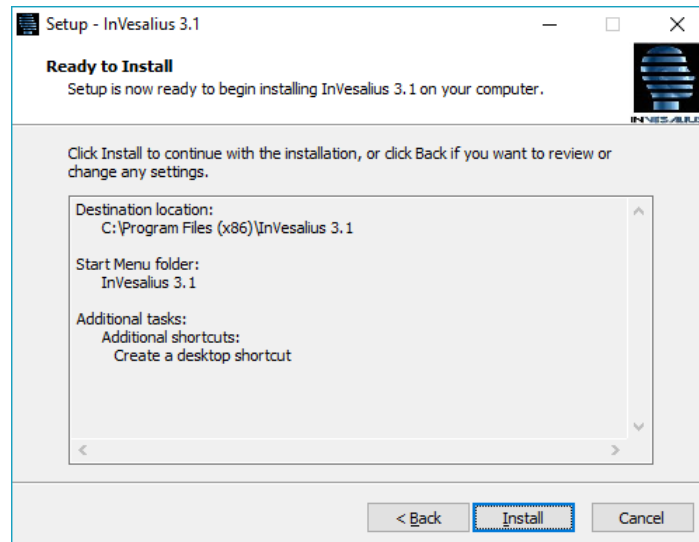 Setup - InVesalius 3.1
Ready to Install
Setup is now ready to begin installing InVesalius 3.1 on your computer.
INVESALIUS
Click Install to continue with the installation, or click Back if you want to review or
change any settings.
Destination location:
C:\Program Files (x86)\InVesalius 3.1
Start Menu folder:
InVesalius 3.1
Additional tasks:
Additional shortcuts:
Create a desktop shortcut
< Back
Install
Cancel